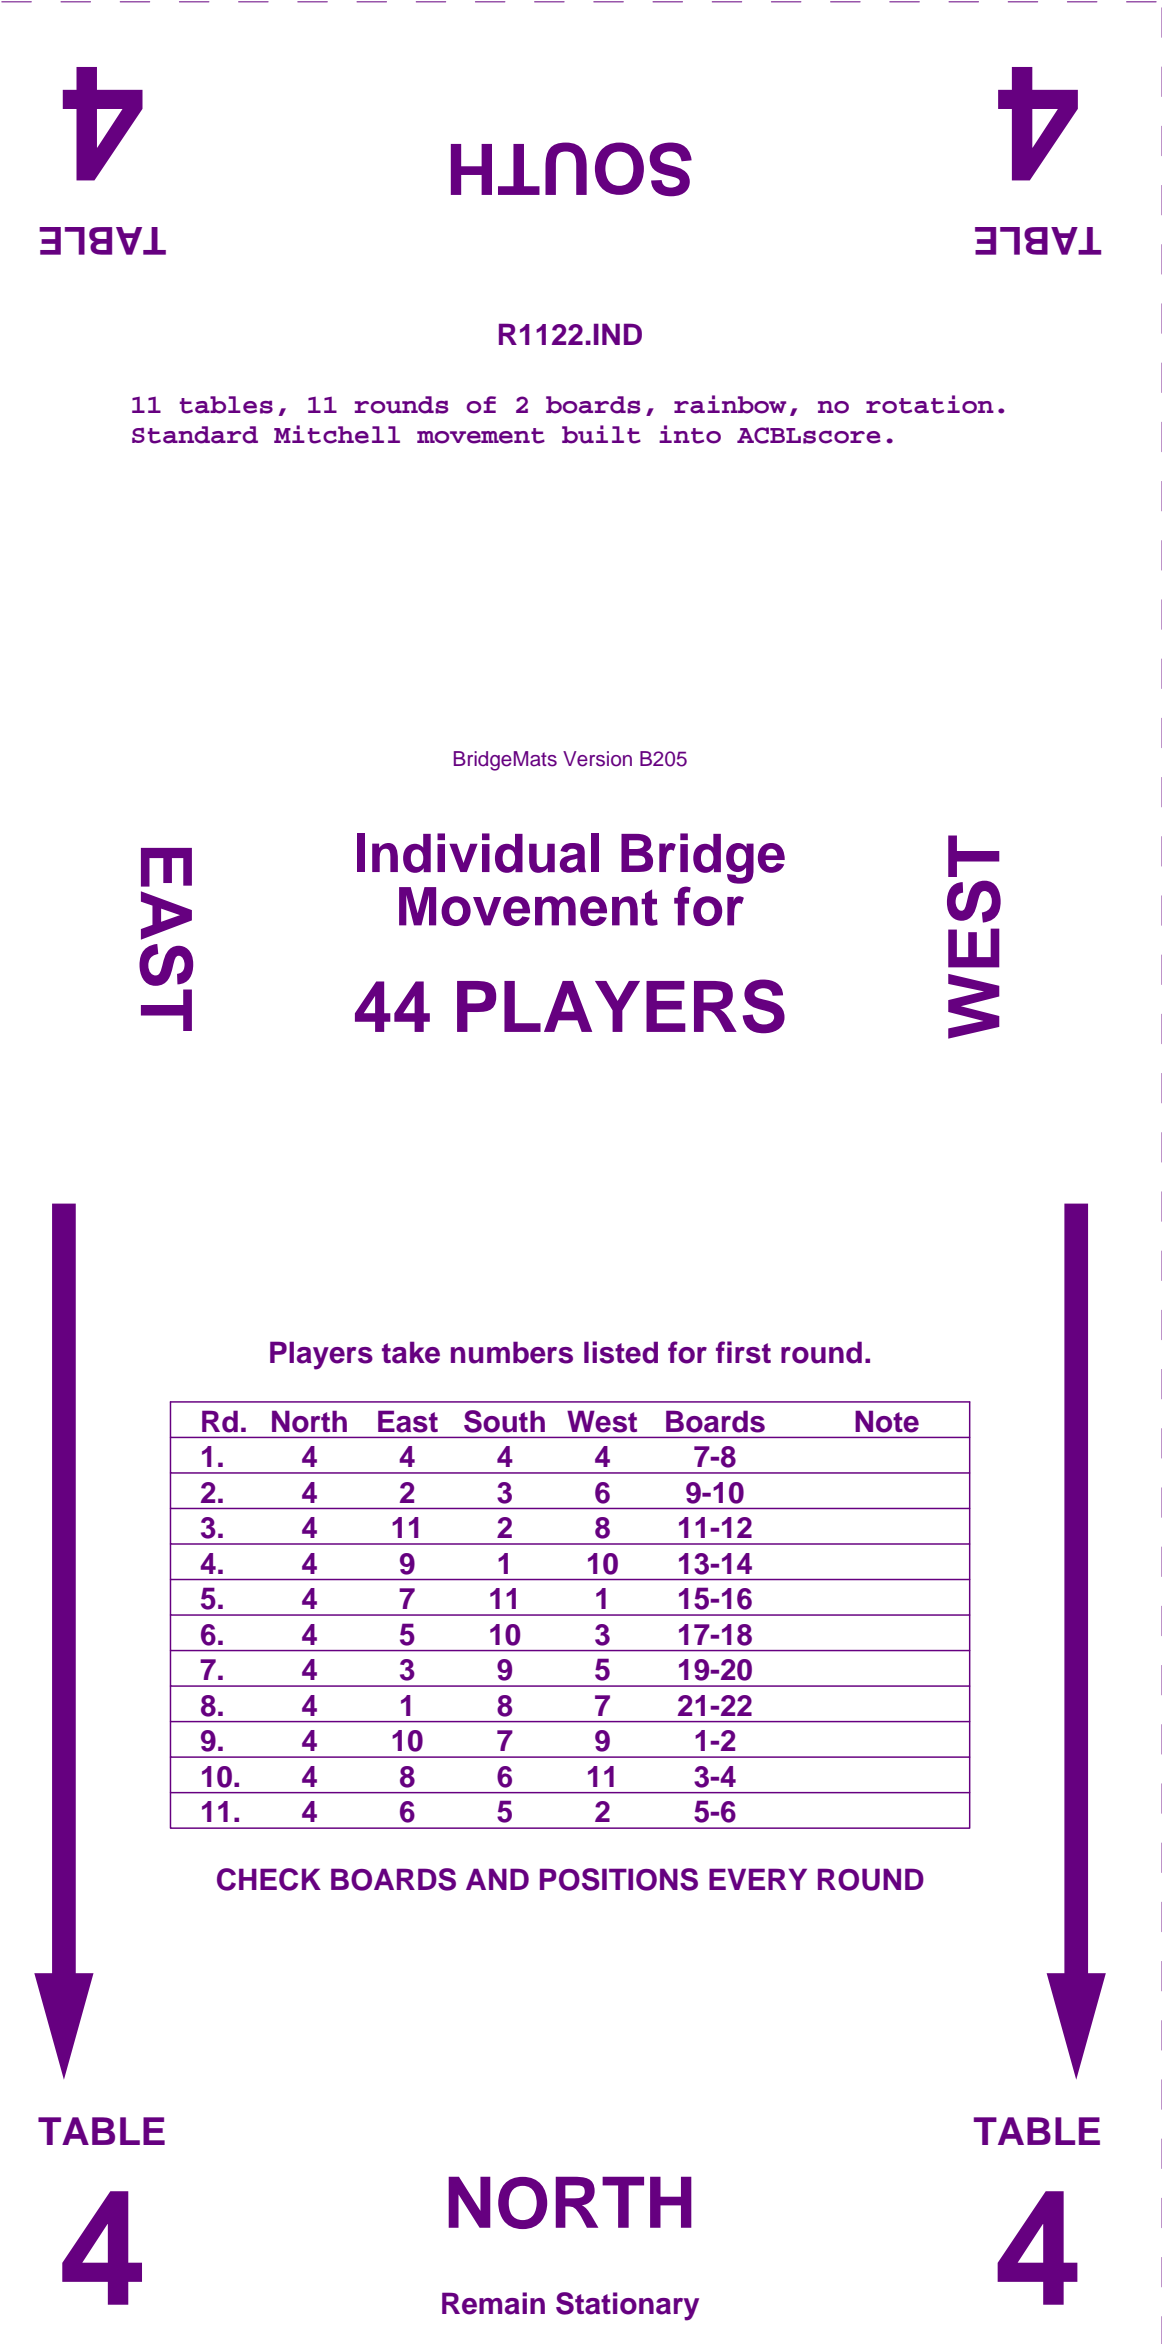 4 4
SOUTH
TABLE TABLE
R1122.IND
11 tables, 11 rounds of 2 boards, rainbow, no rotation.
Standard Mitchell movement built into ACBLscore.
BridgeMats Version B205
EAST
Individual Bridge
Movement for
44 PLAYERS
WEST
Players take numbers listed for first round.
Rd. North East South West Boards Note
1. 4 4 4 4 7-8
2. 4 2 3 6 9-10
3. 4 11 2 8 11-12
4. 4 9 1 10 13-14
5. 4 7 11 1 15-16
6. 4 5 10 3 17-18
7. 4 3 9 5 19-20
8. 4 1 8 7 21-22
9. 4 10 7 9 1-2
10. 4 8 6 11 3-4
11. 4 6 5 2 5-6
CHECK BOARDS AND POSITIONS EVERY ROUND
TABLE TABLE
NORTH
4 4
Remain Stationary